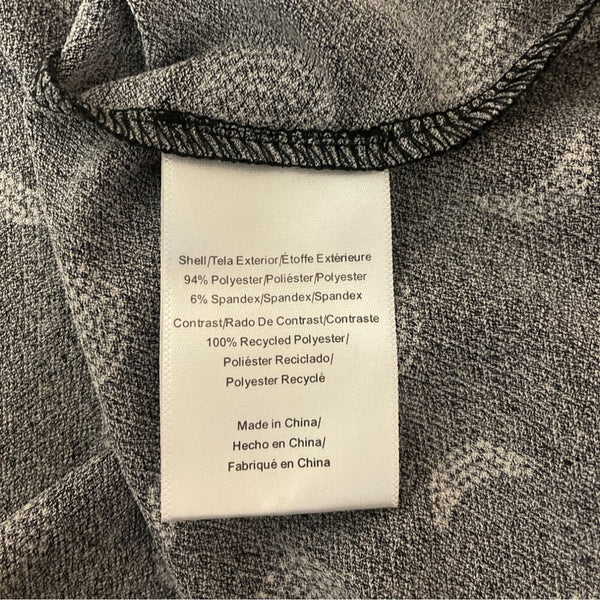 Shell/Tela Exterior/Étoffe Extérieure
94% Polyester/Poliéster/Polyester
6% Spandex/Spandex/Spandex
Contrast/Rado De Contrast/Contraste
100% Recycled Polyester/
Poliéster Reciclado/
Polyester Recyclé
Made in China/
Hecho en China/
Fabriqué en China